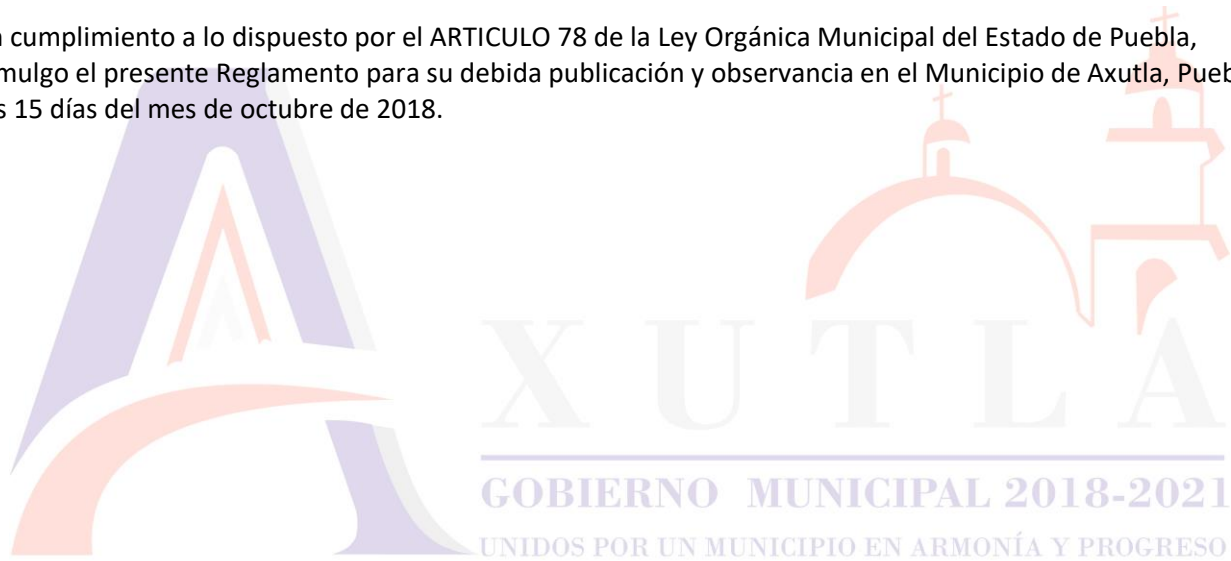 cumplimiento a lo dispuesto por el ARTICULO 78 de la Ley Orgánica Municipal del Estado de Puebla,
mulgo el presente Reglamento para su debida publicación y observancia en el Municipio de Axutla, Pueb
s 15 días del mes de octubre de 2018.
AXUTLA
GOBIERNO MUNICIPAL 2018-2021
UNIDOS POR UN MUNICIPIO EN ARMONÍA Y PROGRESO